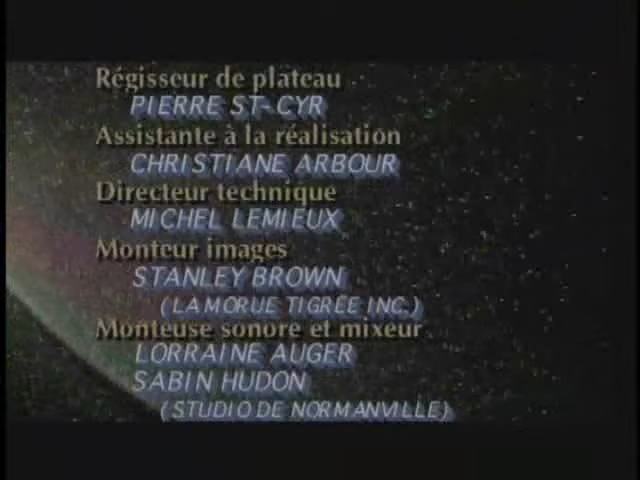 Régisseur de plateau
PIERRE ST-CYR
Assistante à la réalisation
CHRISTIANE ARBOUR
Directeur technique
MICHEL LEMIEUX
Monteur images
STANLEY BROWN
(LA MORUE TIGRÉE INC.)
Monteuse sonore et mixeur
LORRAINE AUGER
SABIN HUDON
(STUDIO DE NORMANVILLE)